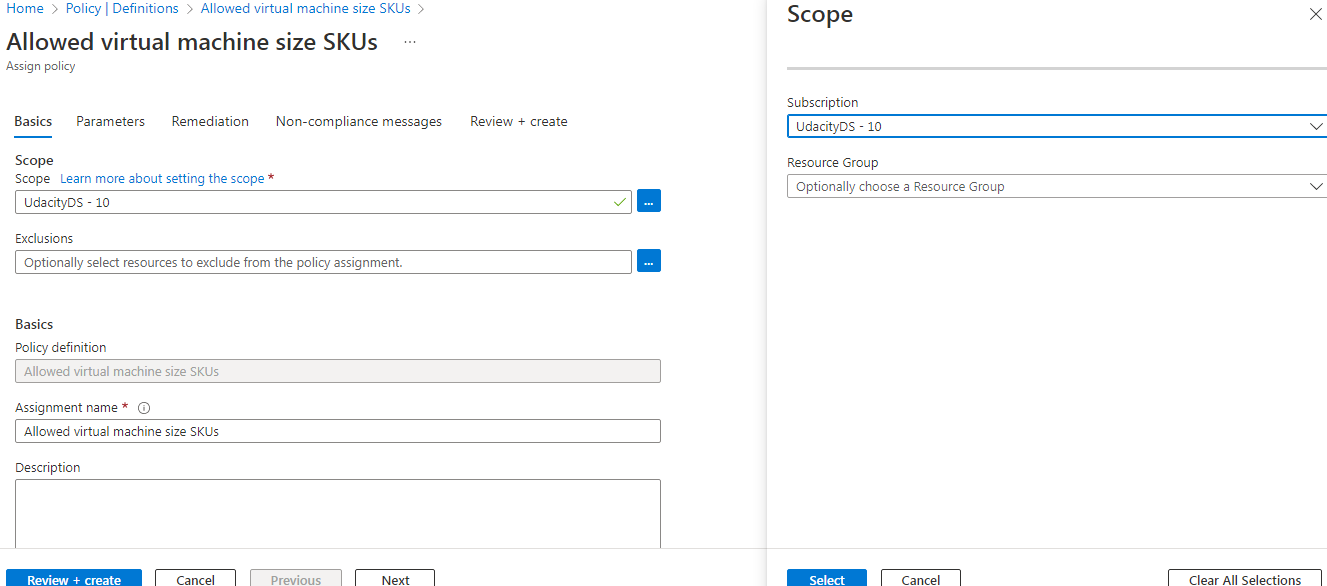 Home > Policy | Definitions > Allowed virtual machine size SKUs >
Allowed virtual machine size SKUs ...
Assign policy
Basics Parameters Remediation Non-compliance messages Review + create
Scope
Scope Learn more about setting the scope *
UdacityDS - 10
...
Exclusions
Optionally select resources to exclude from the policy assignment.
...
Basics
Policy definition
Allowed virtual machine size SKUs
Assignment name *
Allowed virtual machine size SKUs
Description
Review + create Cancel Previous Next
Scope
Subscription
UdacityDS - 10
Resource Group
Optionally choose a Resource Group
Select Cancel Clear All Selections